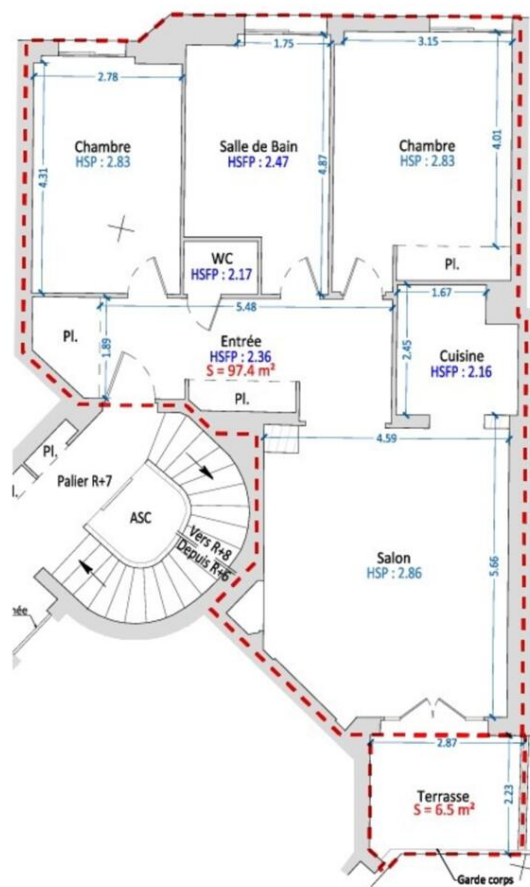 1.75
3.15
2.78
Chambre
HSP : 2.83
Salle de Bain
HSFP : 2.47
Chambre
HSP : 2.83
4.31
4.87
4.01
WC
HSFP : 2.17
Pl.
1.67
5.48
Pl.
1.89
Entrée
HSFP : 2.36
S = 97.4 m²
2.45
Cuisine
HSFP : 2.16
Pl.
4.59
Pl.
Palier R+7
ASC
Vers R+8
Depuis R+6
Salon
HSP : 2.86
5.66
2.87
Terrasse
S = 6.5 m²
2.23
Garde corps